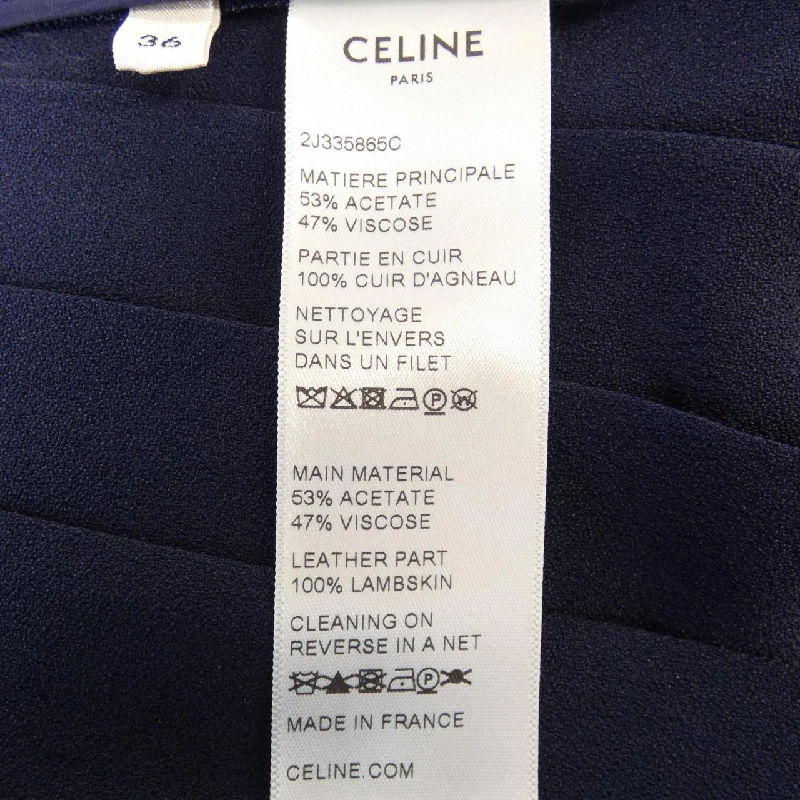 36
CELINE
PARIS
2J335865C
MATIERE PRINCIPALE
53% ACETATE
47% VISCOSE
PARTIE EN CUIR
100% CUIR D'AGNEAU
NETTOYAGE
SUR L'ENVERS
DANS UN FILET
P W
MAIN MATERIAL
53% ACETATE
47% VISCOSE
LEATHER PART
100% LAMBSKIN
CLEANING ON
REVERSE IN A NET
P
MADE IN FRANCE
CELINE.COM